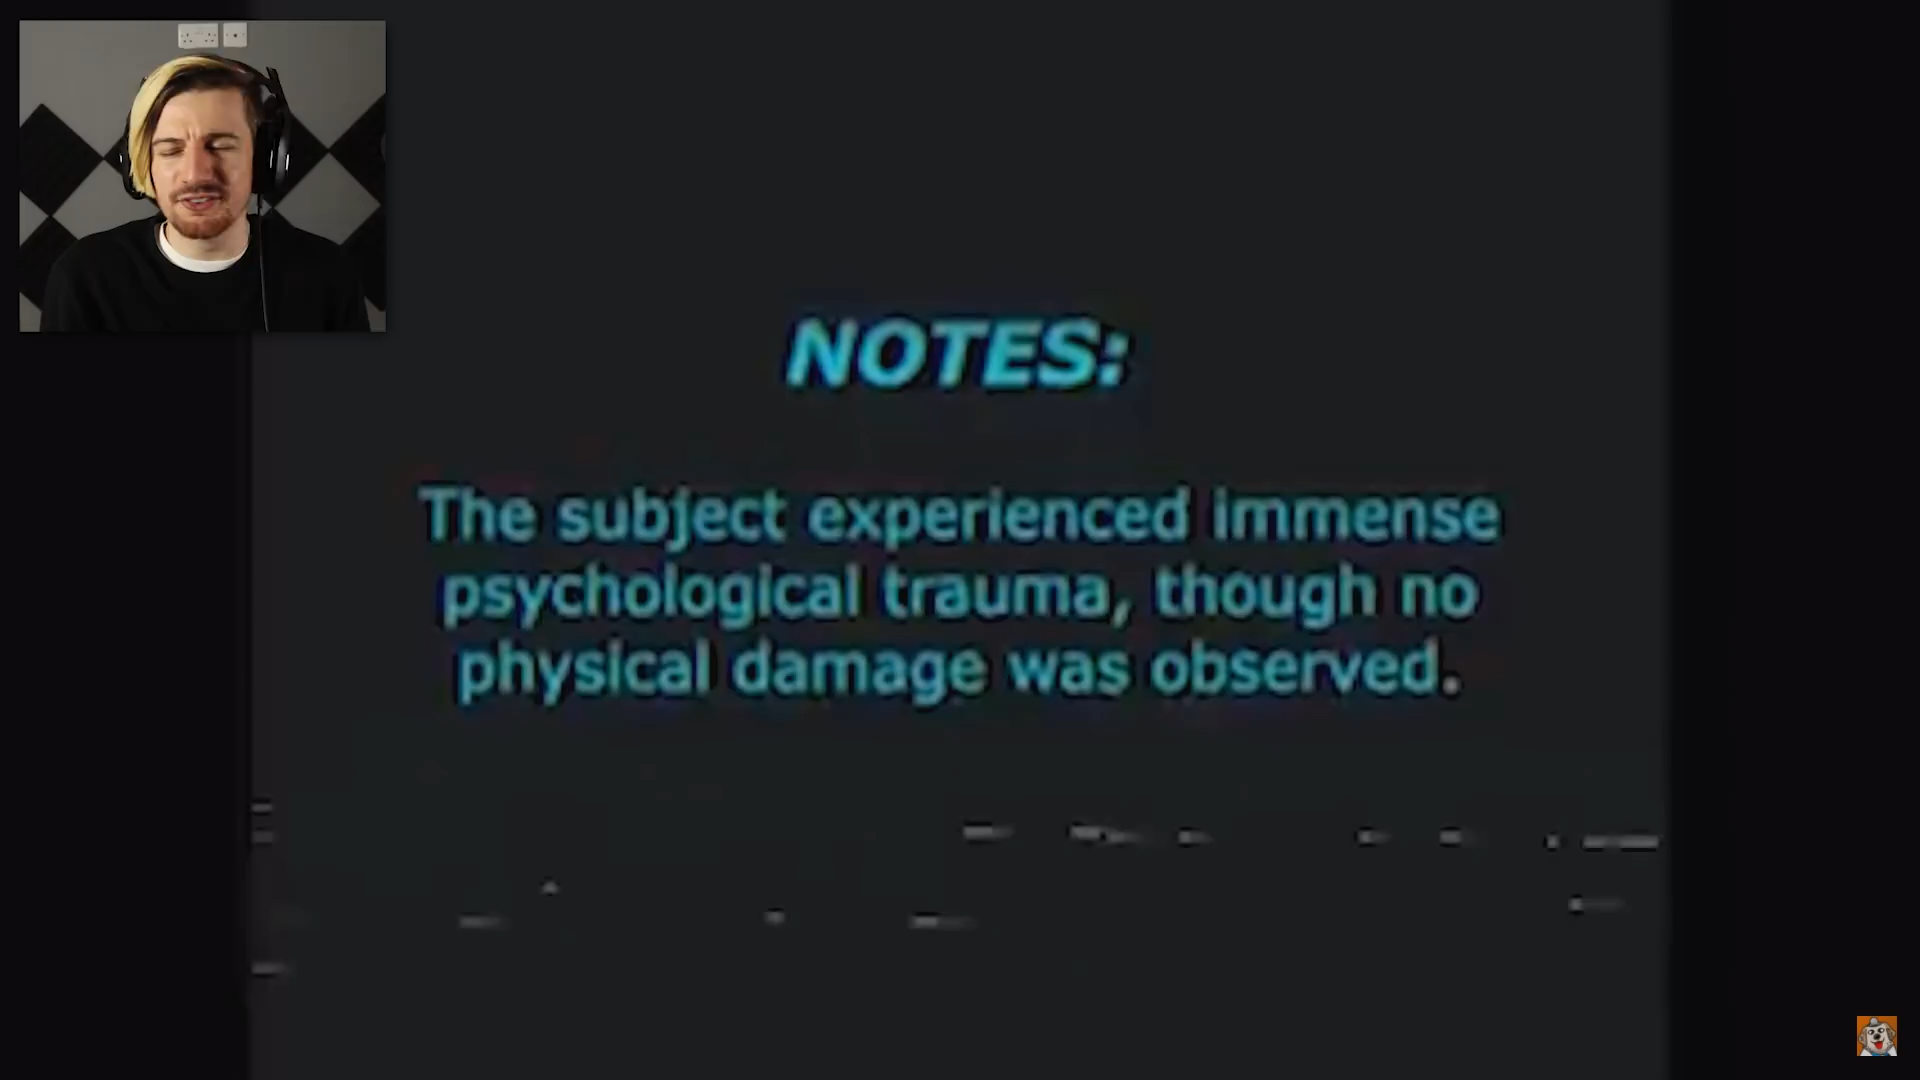 NOTES:
The subject experienced immense
psychological trauma, though no
physical damage was observed.